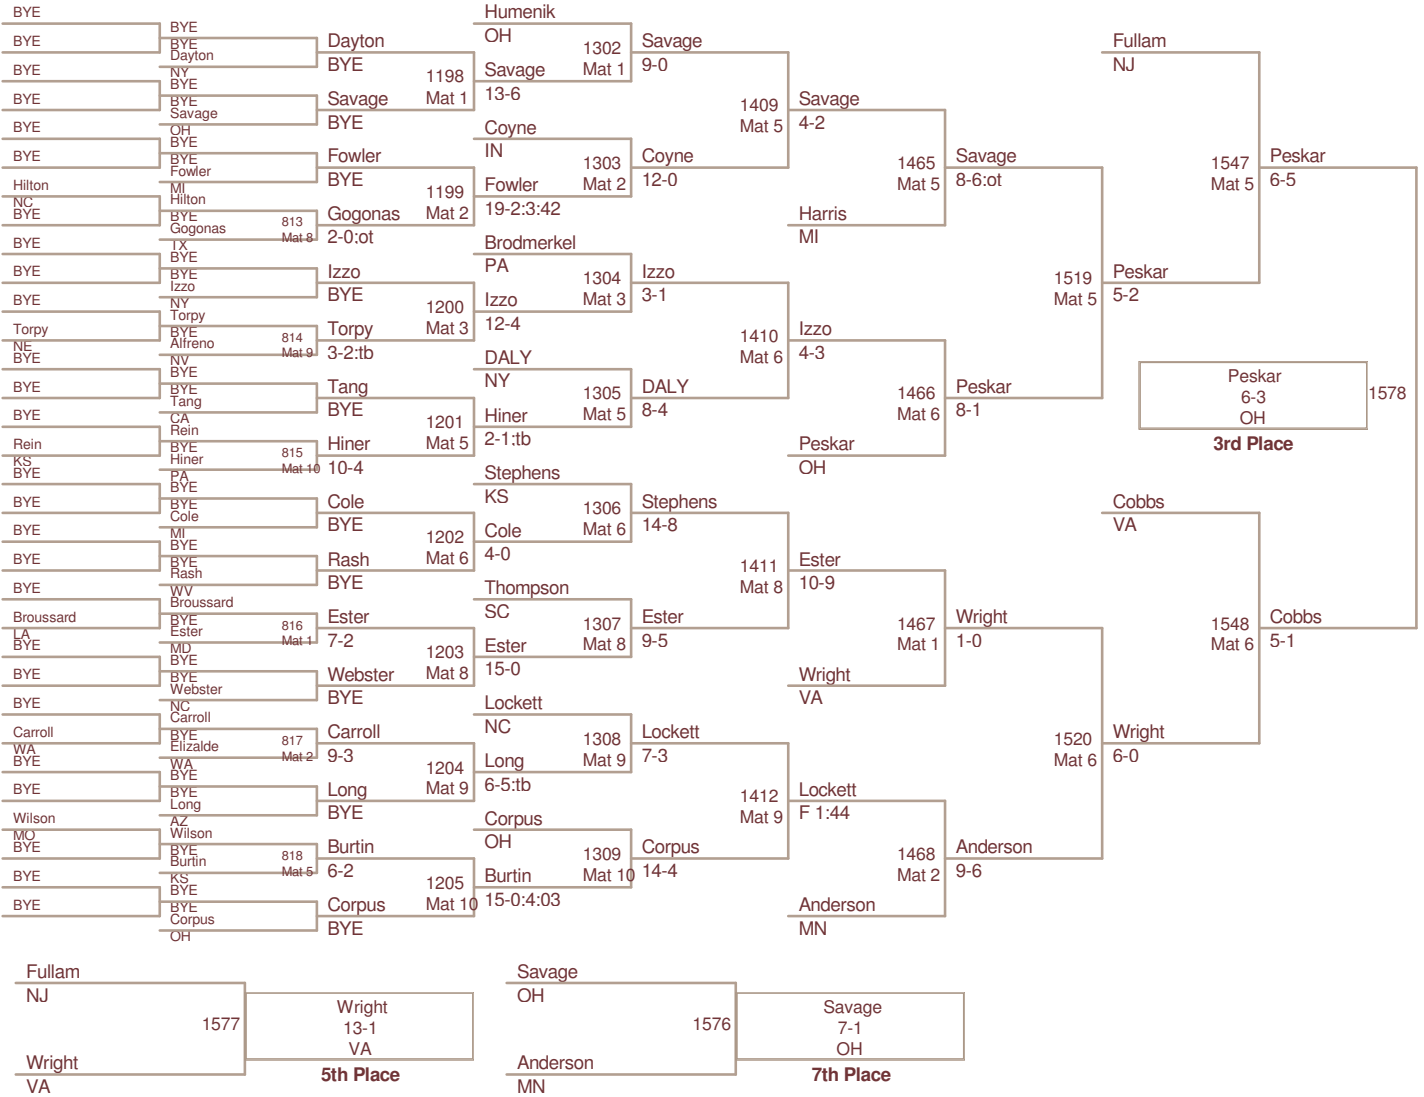 BYE
BYE
BYE
BYE
BYE
BYE
Hilton
NC
BYE
BYE
BYE
BYE
Torpy
NE
BYE
BYE
BYE
Rein
KS
BYE
BYE
BYE
BYE
BYE
Broussard
LA
BYE
BYE
BYE
Carroll
WA
BYE
BYE
Wilson
MO
BYE
BYE
BYE
BYE
BYE
Dayton
NY
BYE
BYE
Savage
OH
BYE
BYE
Fowler
MI
Hilton
BYE
Gogonas
TX
BYE
BYE
Izzo
NY
Torpy
BYE
Alfreno
NV
BYE
BYE
Tang
CA
Rein
BYE
Hiner
PA
BYE
BYE
Cole
MI
BYE
BYE
Rash
WV
Broussard
BYE
Ester
MD
BYE
BYE
Webster
NC
Carroll
BYE
Elizalde
WA
BYE
BYE
Long
AZ
Wilson
BYE
Burtin
KS
BYE
BYE
Corpus
OH
813
Mat 8
814
Mat 9
815
Mat 10
816
Mat 1
817
Mat 2
818
Mat 5
Dayton
BYE
Savage
BYE
Fowler
BYE
Gogonas
2-0:ot
Izzo
BYE
Torpy
3-2:tb
Tang
BYE
Hiner
10-4
Cole
BYE
Rash
BYE
Ester
7-2
Webster
BYE
Carroll
9-3
Long
BYE
Burtin
6-2
Corpus
BYE
1198
Mat 1
1199
Mat 2
1200
Mat 3
1201
Mat 5
1202
Mat 6
1203
Mat 8
1204
Mat 9
1205
Mat 10
Humenik
OH
Savage
13-6
Coyne
IN
Fowler
19-2:3:42
Brodmerkel
PA
Izzo
12-4
DALY
NY
Hiner
2-1:tb
Stephens
KS
Cole
4-0
Thompson
SC
Ester
15-0
Lockett
NC
Long
6-5:tb
Corpus
OH
Burtin
15-0:4:03
1302
Mat 1
1303
Mat 2
1304
Mat 3
1305
Mat 5
1306
Mat 6
1307
Mat 8
1308
Mat 9
1309
Mat 10
Savage
9-0
Coyne
12-0
Izzo
3-1
DALY
8-4
Stephens
14-8
Ester
9-5
Lockett
7-3
Corpus
14-4
1409
Mat 5
1410
Mat 6
1411
Mat 8
1412
Mat 9
Savage
4-2
Harris
MI
Izzo
4-3
Peskar
OH
Ester
10-9
Wright
VA
Lockett
F 1:44
Anderson
MN
1465
Mat 5
1466
Mat 6
1467
Mat 1
1468
Mat 2
Savage
8-6:ot
Peskar
8-1
Wright
1-0
Anderson
9-6
1519
Mat 5
1520
Mat 6
Fullam
NJ
Peskar
5-2
Cobbs
VA
Wright
6-0
1547
Mat 5
1548
Mat 6
Peskar
6-5
Cobbs
5-1
Peskar
6-3
OH
1578
3rd Place
Fullam
NJ
1577
Wright
VA
Wright
13-1
VA
5th Place
Savage
OH
1576
Anderson
MN
Savage
7-1
OH
7th Place